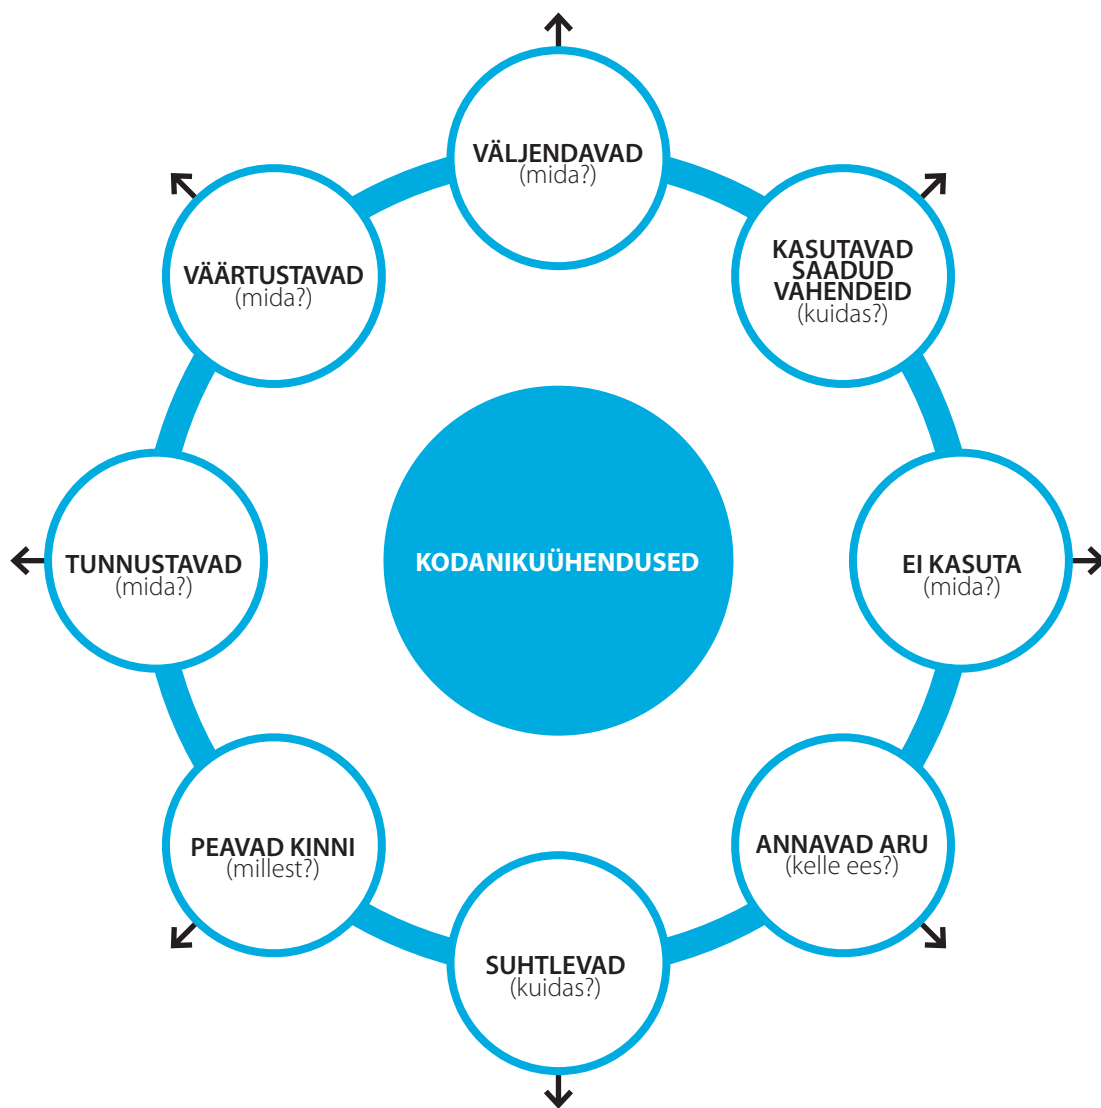 VÄLJENDAVAD
(mida?)
KASUTAVAD
SAADUD
VAHENDEID
(kuidas?)
VÄÄRTUSTAVAD
(mida?)
KODANIKUÜHENDUSED
TUNNUSTAVAD
(mida?)
EI KASUTA
(mida?)
PEAVAD KINNI
(millest?)
ANNAVAD ARU
(kelle ees?)
SUHTLEVAD
(kuidas?)